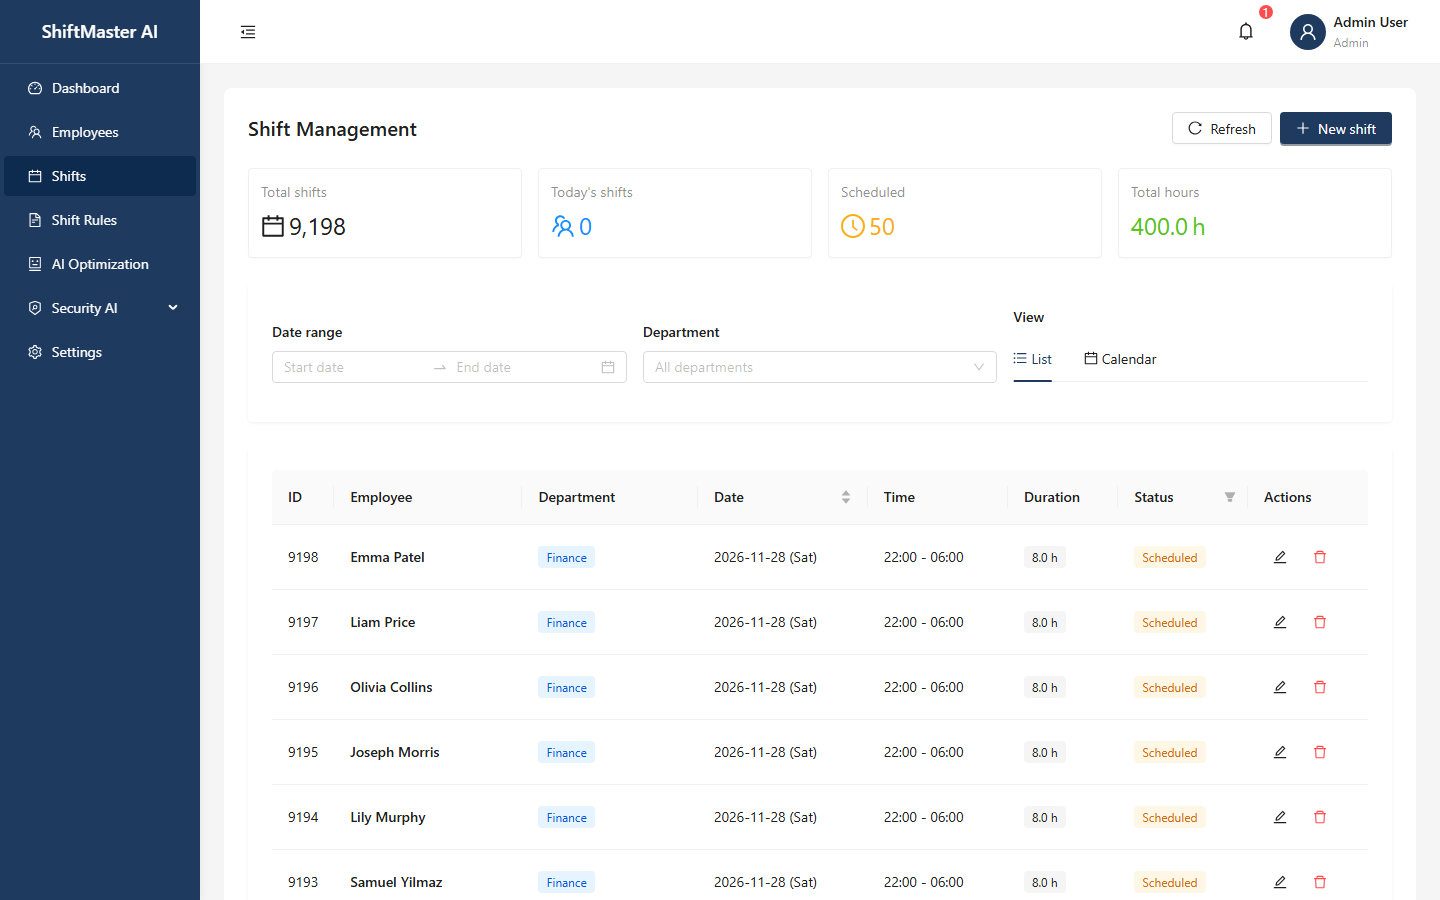 ShiftMaster AI
Dashboard
Employees
Shifts
Shift Rules
AI Optimization
Security AI
Settings
1
Admin User
Admin
Shift Management
Refresh
New shift
Total shifts
9,198
Today's shifts
0
Scheduled
50
Total hours
400.0 h
Date range
Start date
End date
Department
All departments
View
List
Calendar
ID Employee Department Date Time Duration Status Actions
9198 Emma Patel Finance 2026-11-28 (Sat) 22:00 - 06:00 8.0 h Scheduled
9197 Liam Price Finance 2026-11-28 (Sat) 22:00 - 06:00 8.0 h Scheduled
9196 Olivia Collins Finance 2026-11-28 (Sat) 22:00 - 06:00 8.0 h Scheduled
9195 Joseph Morris Finance 2026-11-28 (Sat) 22:00 - 06:00 8.0 h Scheduled
9194 Lily Murphy Finance 2026-11-28 (Sat) 22:00 - 06:00 8.0 h Scheduled
9193 Samuel Yilmaz Finance 2026-11-28 (Sat) 22:00 - 06:00 8.0 h Scheduled